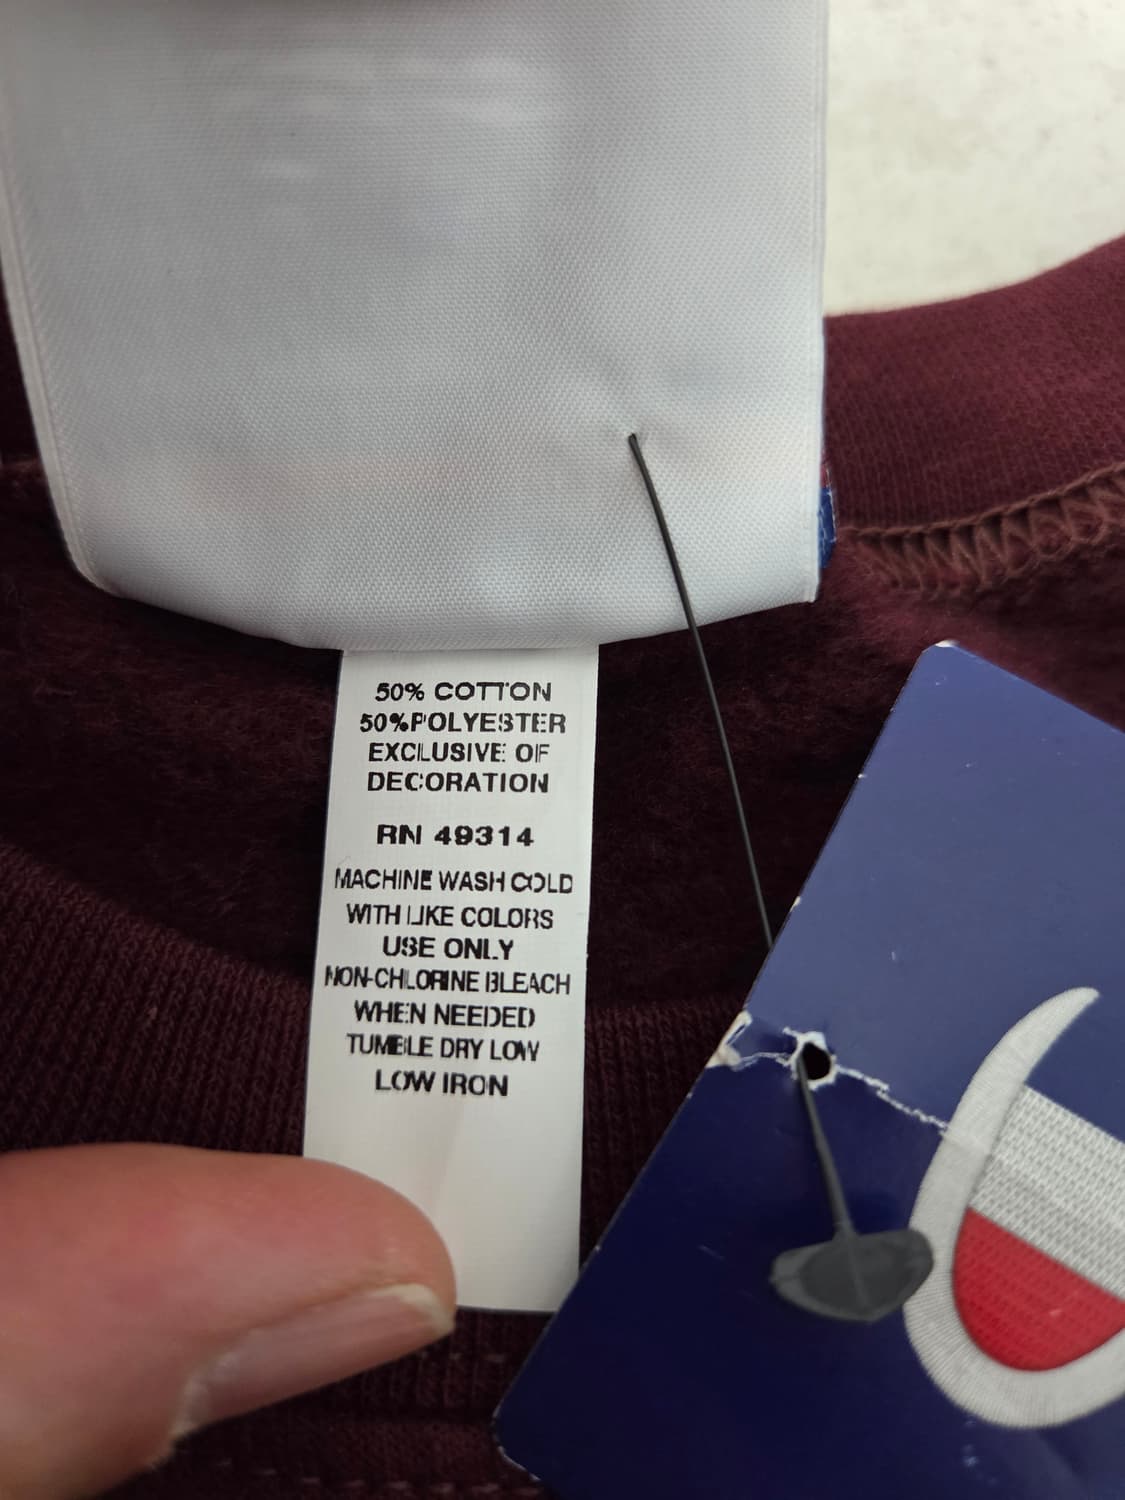 50% COTTON
50%POLYESTER
EXCLUSIVE OF
DECORATION
RN 49314
MACHINE WASH COLD
WITH LIKE COLORS
USE ONLY
NON-CHLORINE BLEACH
WHEN NEEDED
TUMBLE DRY LOW
LOW IRON